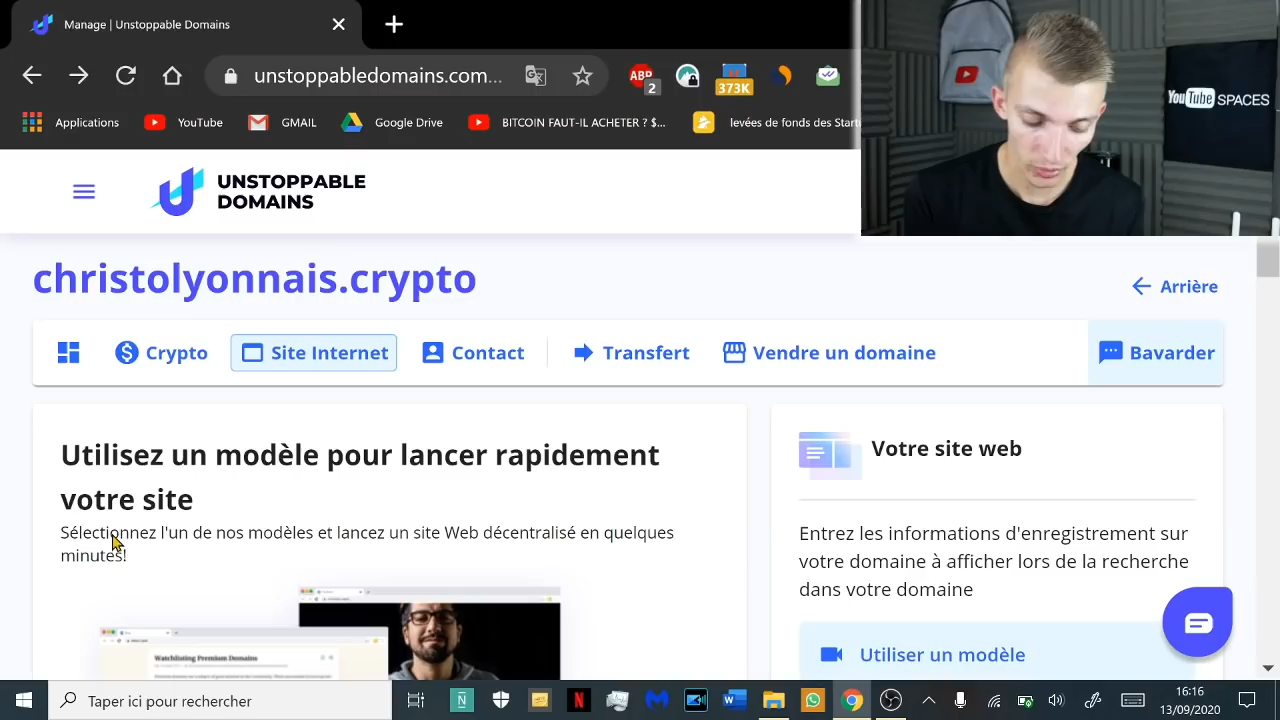 Manage | Unstoppable Domains
unstoppabledomains.com...
ABP
2
373K
Applications
YouTube
GMAIL
Google Drive
BITCOIN FAUT-IL ACHETER ? $...
levées de fonds des Start
YouTube SPACES
UNSTOPPABLE
DOMAINS
christolyonnais.crypto
Arrière
Crypto
Site Internet
Contact
Transfert
Vendre un domaine
Bavarder
Utilisez un modèle pour lancer rapidement
votre site
Sélectionnez l'un de nos modèles et lancez un site Web décentralisé en quelques
minutes!
Watchlisting Premium Domains
Votre site web
Entrez les informations d'enregistrement sur
votre domaine à afficher lors de la recherche
dans votre domaine
Utiliser un modèle
Taper ici pour rechercher
16:16
13/09/2020